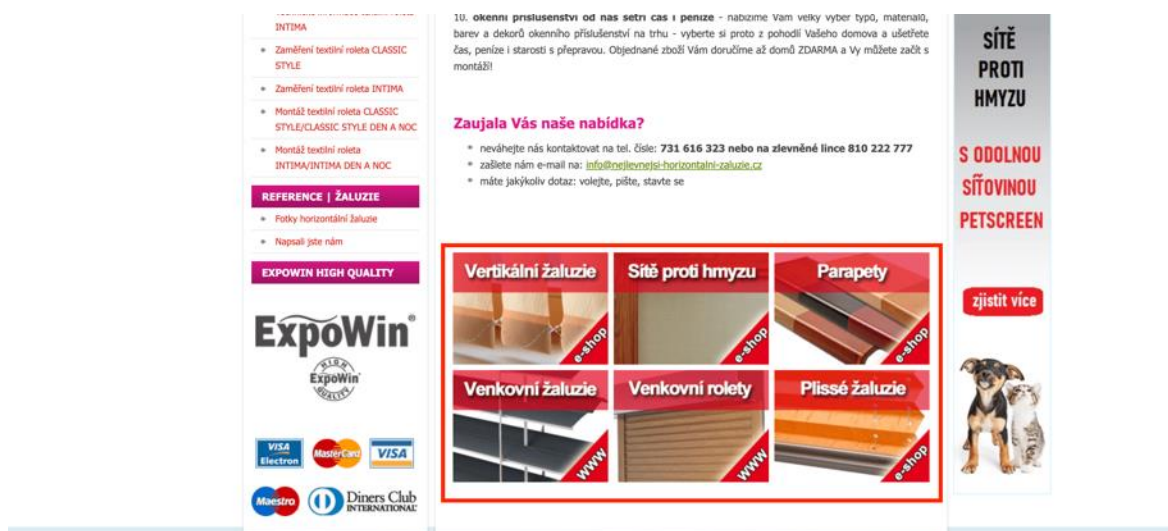 INTIMA
Zaměření textilní roleta CLASSIC
STYLE
Zaměření textilní roleta INTIMA
Montáž textilní roleta CLASSIC
STYLE/CLASSIC STYLE DEN A NOC
Montáž textilní roleta
INTIMA/INTIMA DEN A NOC
REFERENCE | ŽALUZIE
Fotky horizontální žaluzie
Napsali jste nám
EXPOWIN HIGH QUALITY
ExpoWin®
HIGH
ExpoWin
QUALITY
VISA
Electron
MasterCard
VISA
Maestro
Diners Club
INTERNATIONAL
10. okenní příslušenství od nás šetří čas i peníze - nabízíme Vám velký výběr typů, materiálů,
barev a dekorů okenního příslušenství na trhu - vyberte si proto z pohodlí Vašeho domova a ušetřete
čas, peníze i starosti s přepravou. Objednané zboží Vám doručíme až domů ZDARMA a Vy můžete začít s
montáží!
Zaujala Vás naše nabídka?
neváhejte nás kontaktovat na tel. čísle: 731 616 323 nebo na zlevněné lince 810 222 777
zašlete nám e-mail na: info@nejlevnejsi-horizontalni-zaluzie.cz
máte jakýkoliv dotaz: volejte, pište, stavte se
Vertikální žaluzie
e-shop
Sítě proti hmyzu
e-shop
Parapety
e-shop
Venkovní žaluzie
www
Venkovní rolety
www
Plissé žaluzie
e-shop
SÍTĚ
PROTI
HMYZU
S ODOLNOU
SÍŤOVINOU
PETSCREEN
zjistit více